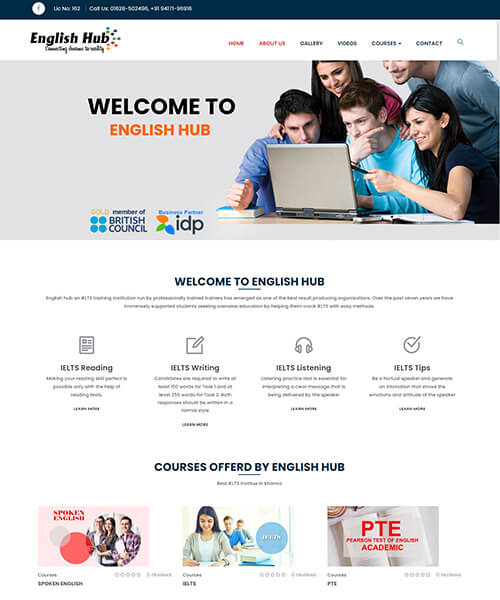 Lic No: 162 Call Us: 01628-502496, +91 94171-96916
English Hub
Connecting dreams to reality
HOME ABOUT US GALLERY VIDEOS COURSES CONTACT
WELCOME TO
ENGLISH HUB
GOLD member of
BRITISH
COUNCIL
Business Partner
idp
WELCOME TO ENGLISH HUB
English hub an IELTS training institution run by professionally trained trainers has emerged as one of the best result producing organisations. Over the past seven years we have
immensely supported students seeking overseas education by helping them crack IELTS with easy methods.
IELTS Reading
Making your reading skill perfect is
possible only with the help of
reading tests.
LEARN MORE
IELTS Writing
Candidates are required to write at
least 150 words for Task 1 and at
least 250 words for Task 2. Both
responses should be written in a
formal style
LEARN MORE
IELTS Listening
Listening practice test is essential for
interpreting a clear message that is
being delivered by the speaker
LEARN MORE
IELTS Tips
Be a factual speaker and generate
an intonation that shows the
emotions and attitude of the speaker
LEARN MORE
COURSES OFFERD BY ENGLISH HUB
Best IELTS Institue in khanna
SPOKEN
ENGLISH
Courses 0 reviews
SPOKEN ENGLISH
IELTS
Courses 0 reviews
IELTS
PTE
PEARSON TEST OF ENGLISH
ACADEMIC
Courses 0 reviews
PTE